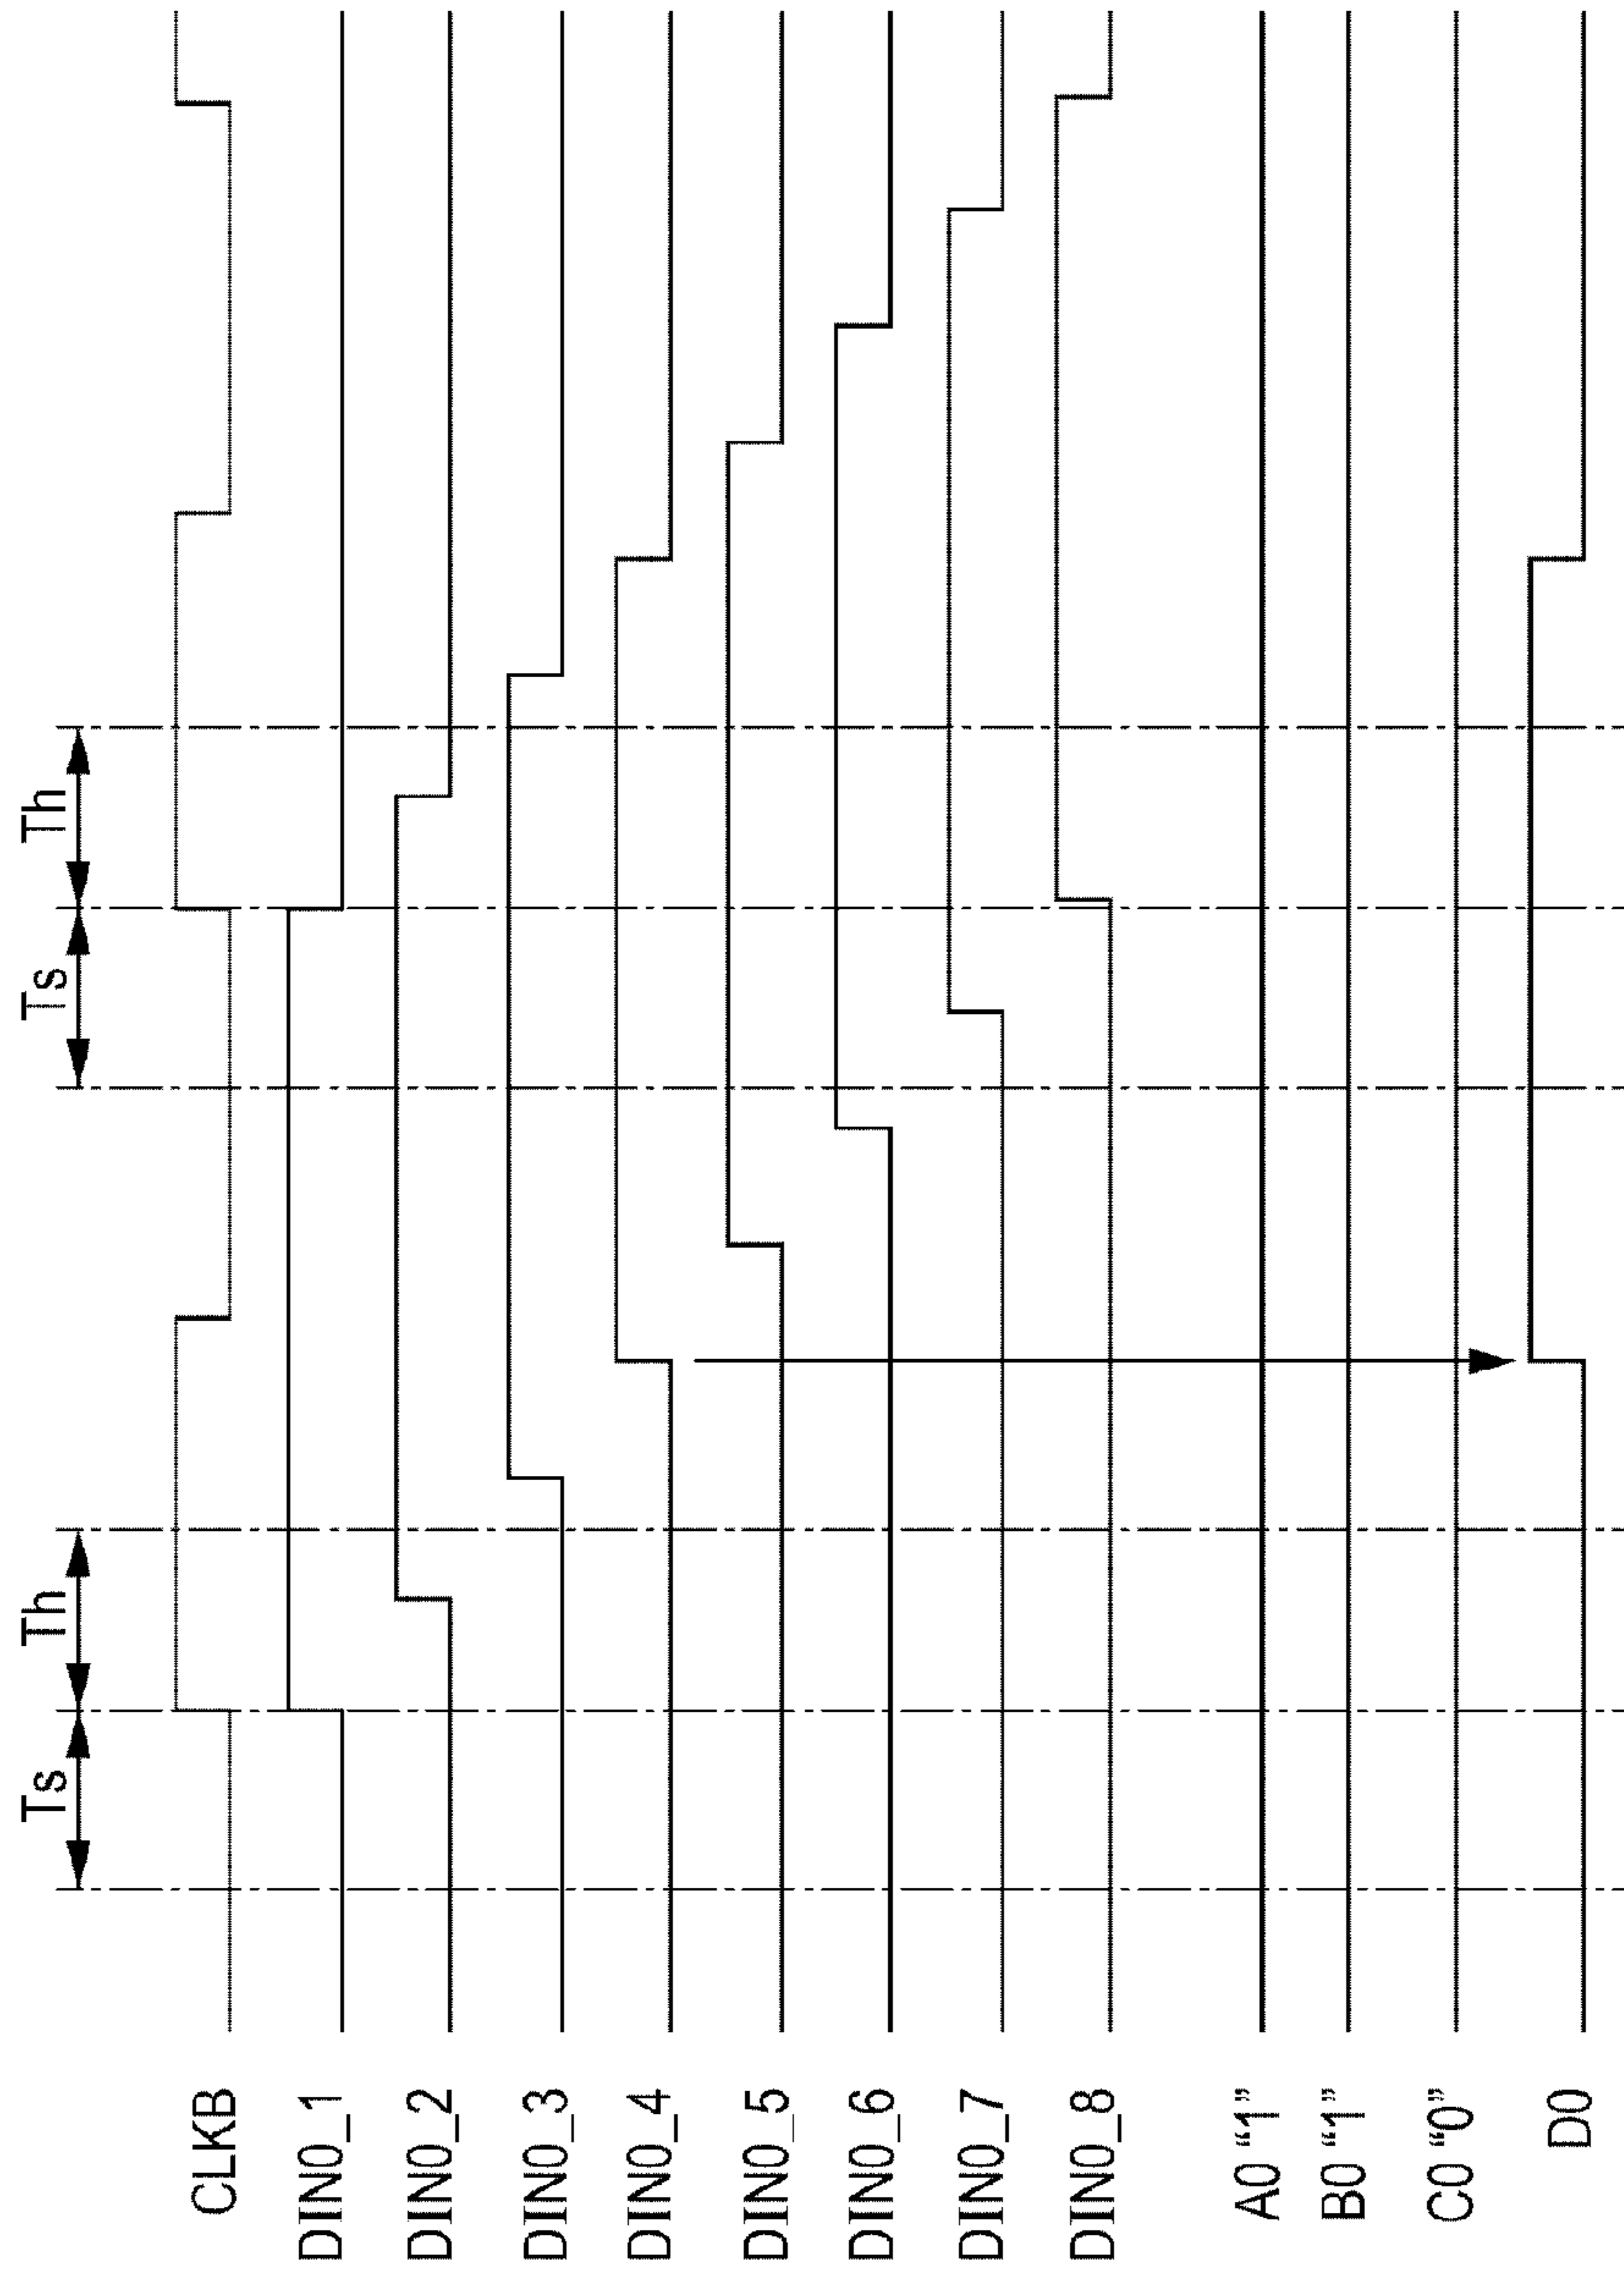 Ts Th Ts Th
CLKB
DIN0_1
DIN0_2
DIN0_3
DIN0_4
DIN0_5
DIN0_6
DIN0_7
DIN0_8
A0 “1”
B0 “1”
C0 “0”
D0